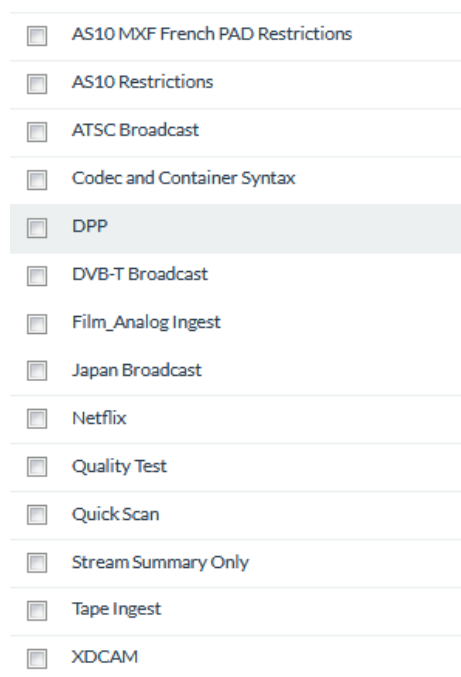 AS10 MXF French PAD Restrictions
AS10 Restrictions
ATSC Broadcast
Codec and Container Syntax
DPP
DVB-T Broadcast
Film_Analog Ingest
Japan Broadcast
Netflix
Quality Test
Quick Scan
Stream Summary Only
Tape Ingest
XDCAM